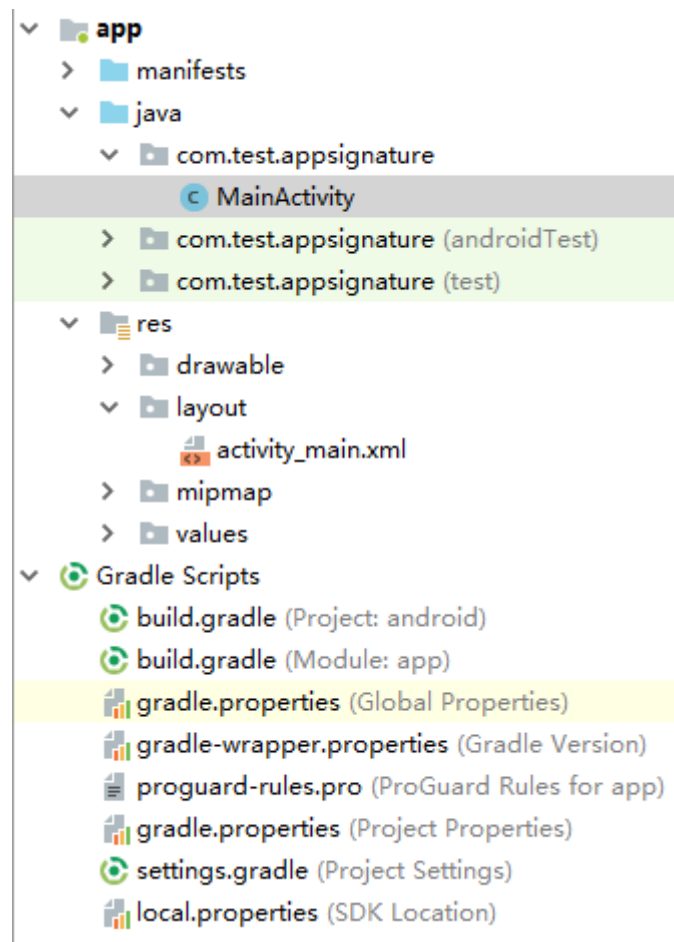 app
manifests
java
com.test.appsignature
C MainActivity
com.test.appsignature (androidTest)
com.test.appsignature (test)
res
drawable
layout
activity_main.xml
mipmap
values
Gradle Scripts
build.gradle (Project: android)
build.gradle (Module: app)
gradle.properties (Global Properties)
gradle-wrapper.properties (Gradle Version)
proguard-rules.pro (ProGuard Rules for app)
gradle.properties (Project Properties)
settings.gradle (Project Settings)
local.properties (SDK Location)